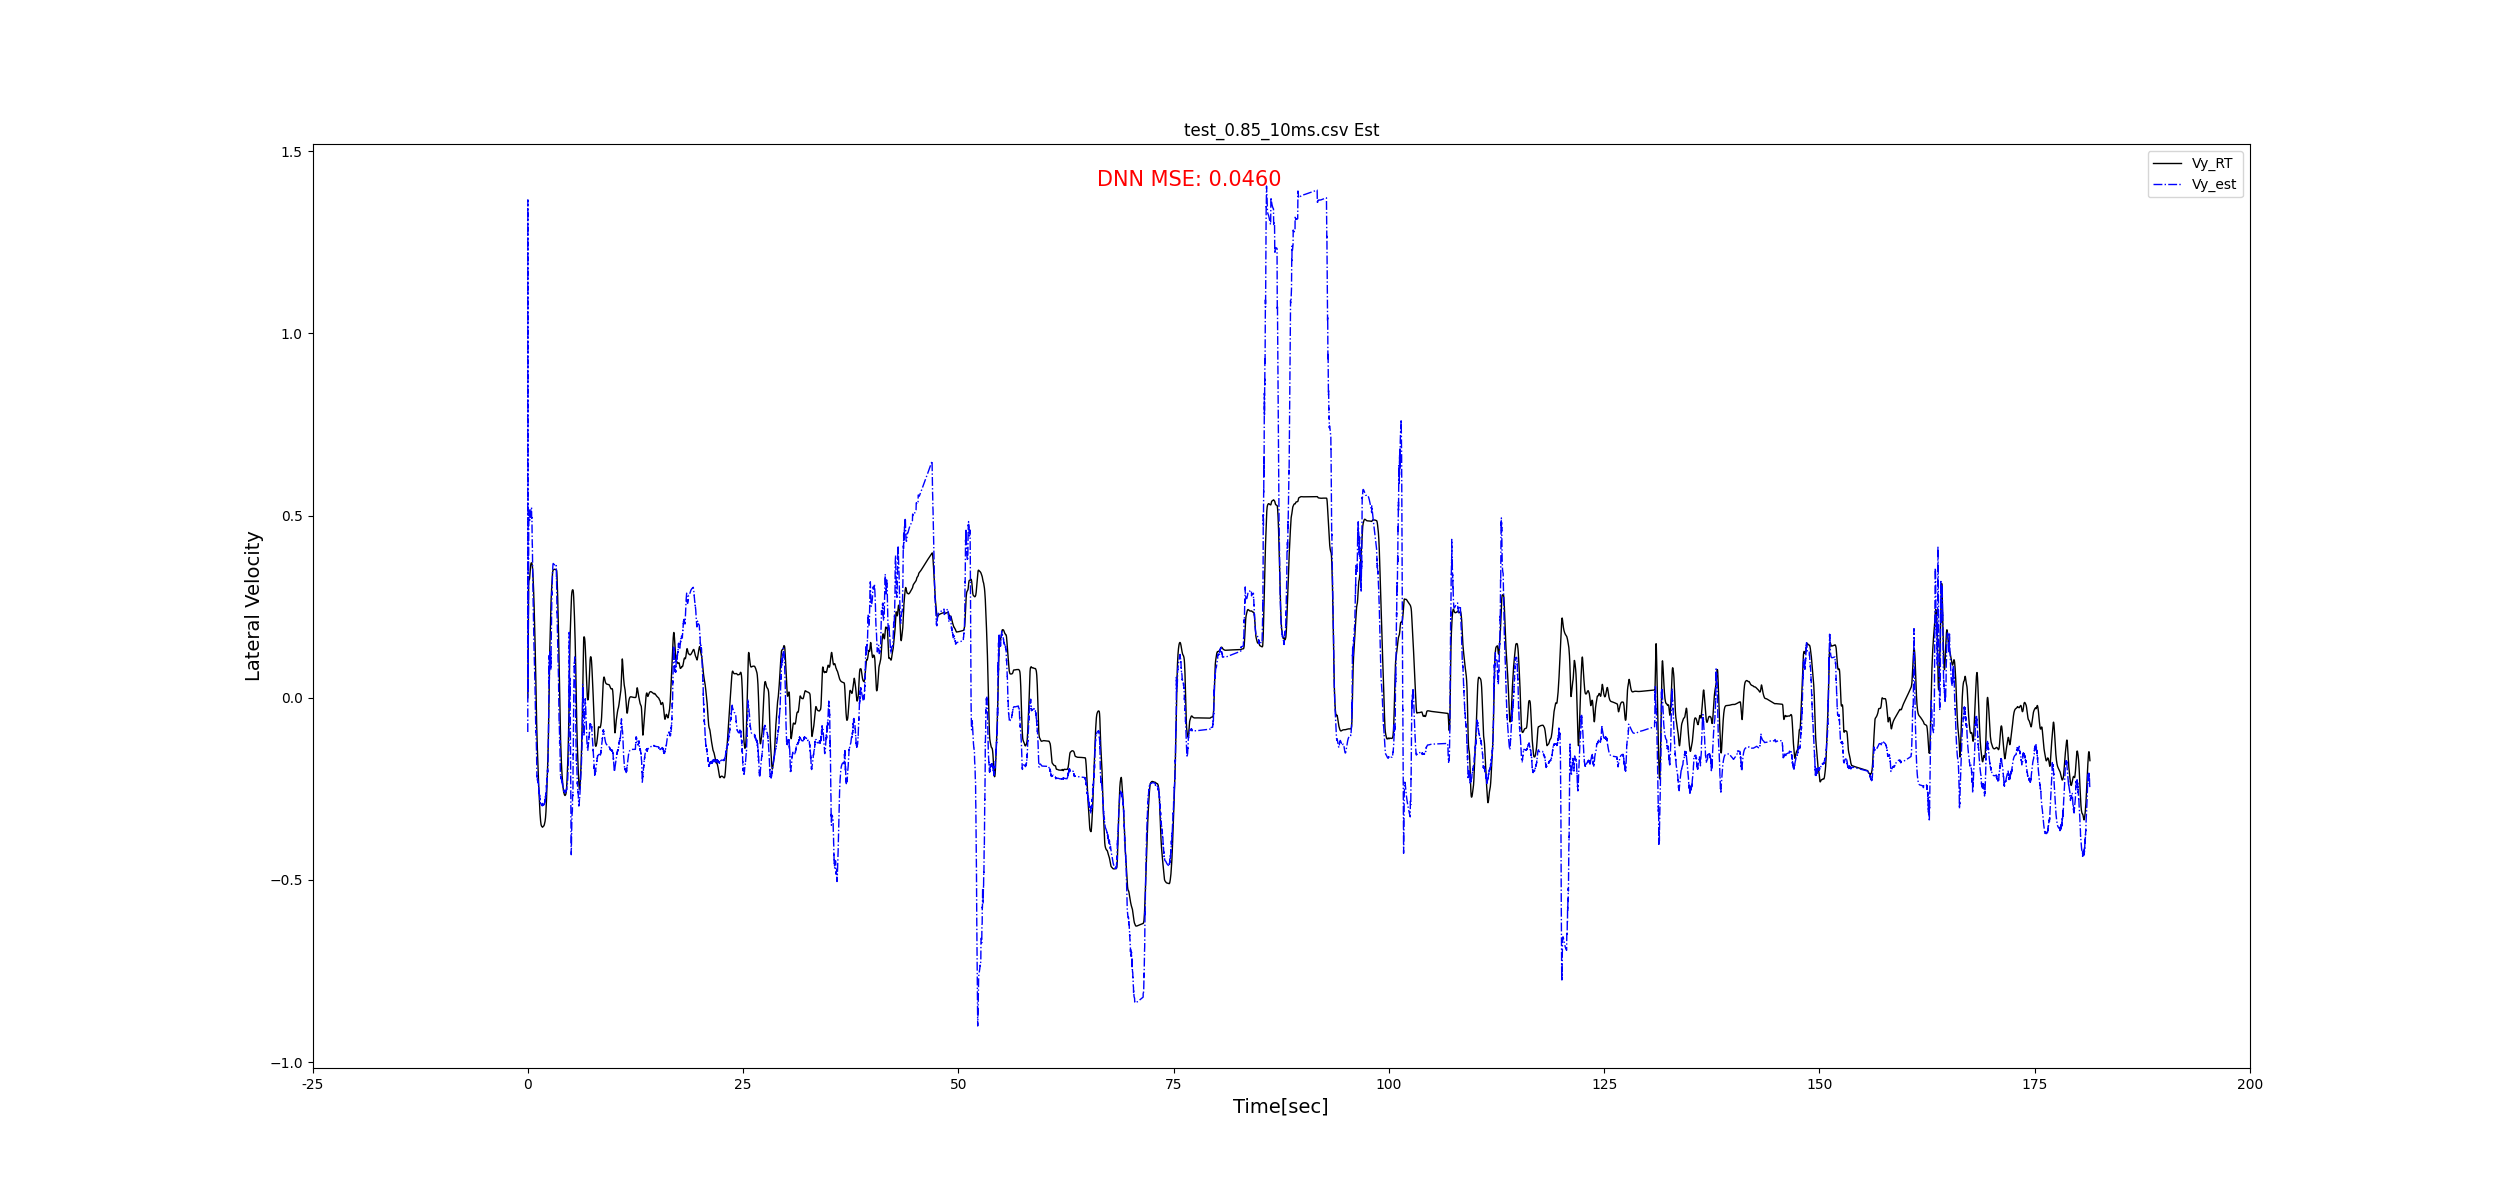 test_0.85_10ms.csv Est
DNN MSE: 0.0460
Vy_RT
Vy_est
Lateral Velocity
1.5
1.0
0.5
0.0
−0.5
−1.0
-25
0
25
50
75
100
125
150
175
200
Time[sec]